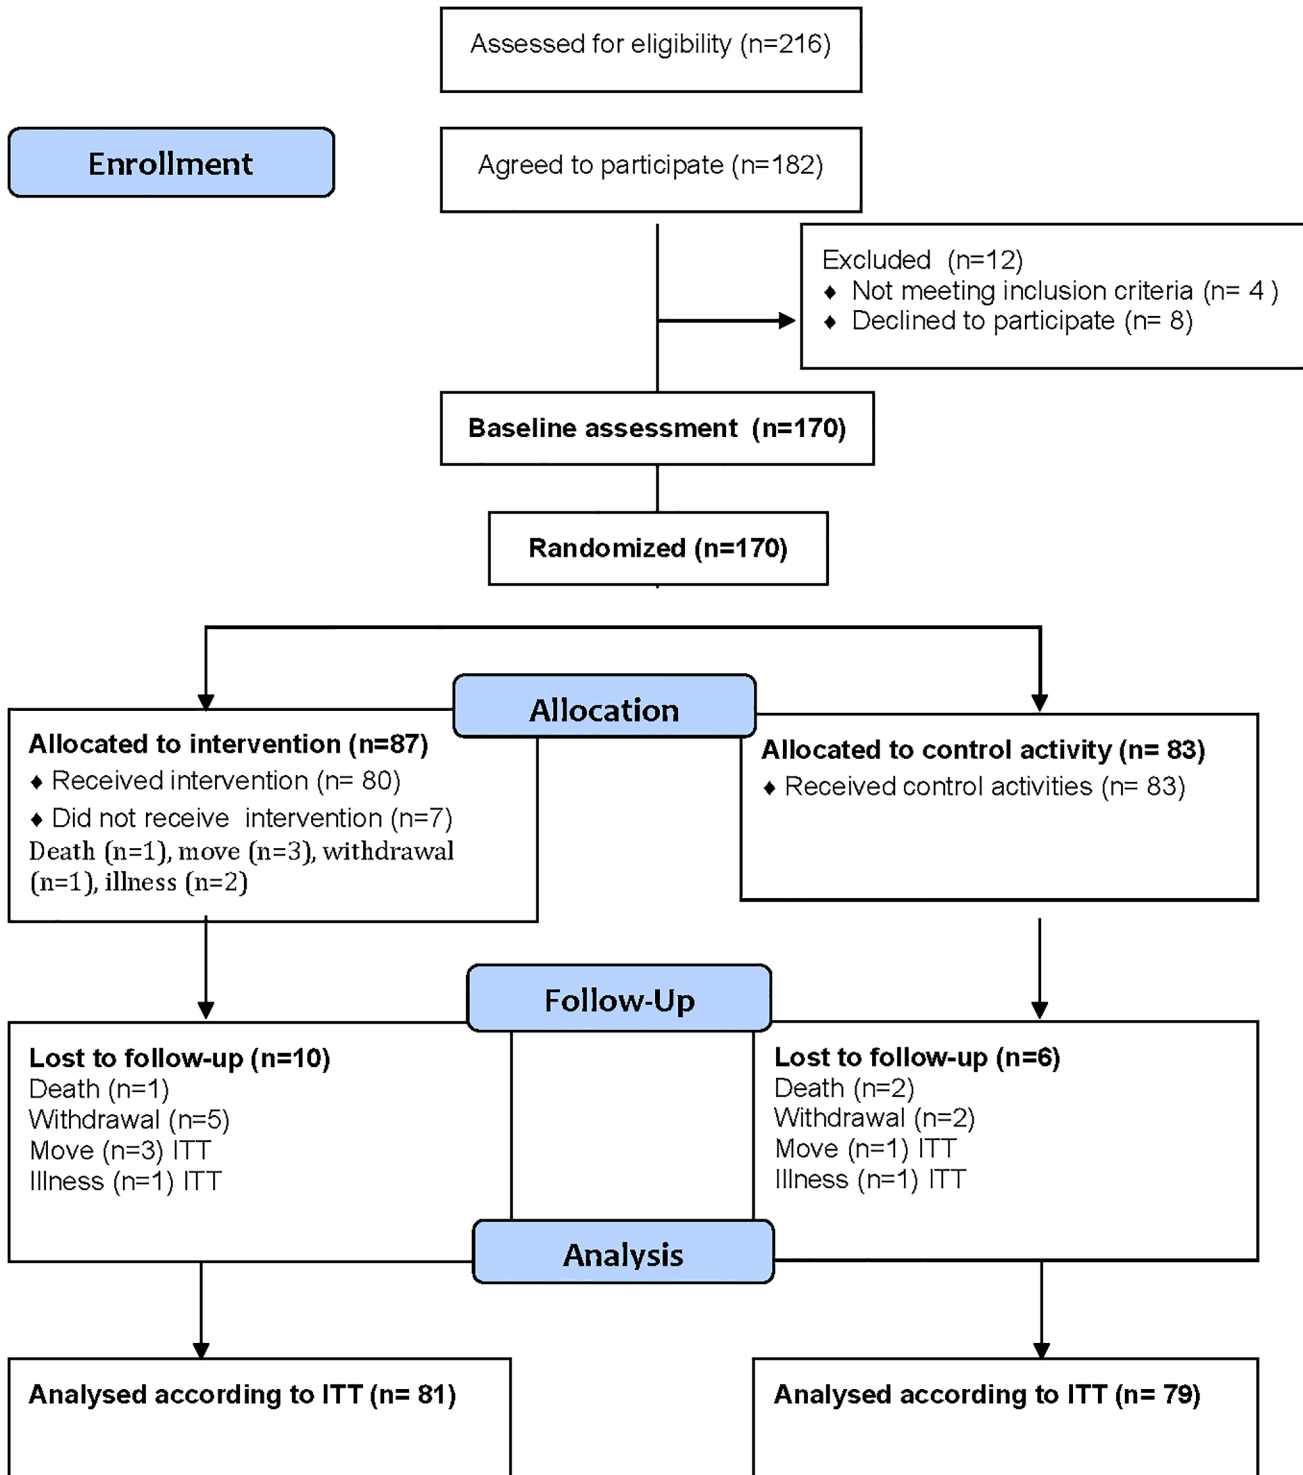 Assessed for eligibility (n=216)
Enrollment
Agreed to participate (n=182)
Excluded  (n=12)
♦ Not meeting inclusion criteria (n= 4 )
♦ Declined to participate (n= 8)
Baseline assessment  (n=170)
Randomized (n=170)
Allocation
Allocated to intervention (n=87)
♦ Received intervention (n= 80)
♦ Did not receive  intervention (n=7)
Death (n=1), move (n=3), withdrawal
(n=1), illness (n=2)
Allocated to control activity (n= 83)
♦ Received control activities (n= 83)
Follow-Up
Lost to follow-up (n=10)
Death (n=1)
Withdrawal (n=5)
Move (n=3) ITT
Illness (n=1) ITT
Lost to follow-up (n=6)
Death (n=2)
Withdrawal (n=2)
Move (n=1) ITT
Illness (n=1) ITT
Analysis
Analysed according to ITT (n= 81)
Analysed according to ITT (n= 79)